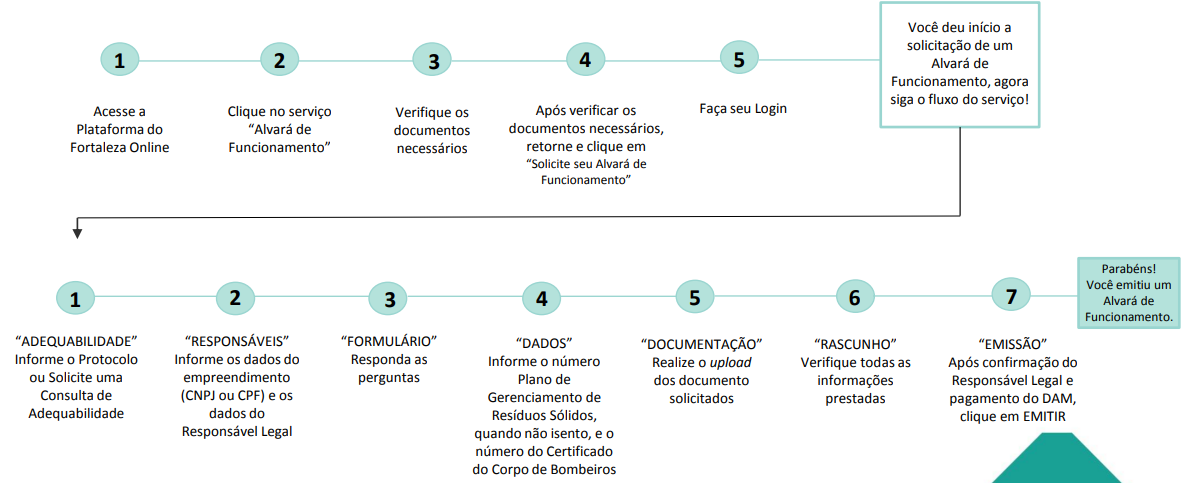 1
Acesse a
Plataforma do
Fortaleza Online
2
Clique no serviço
“Alvará de
Funcionamento”
3
Verifique os
documentos
necessários
4
Após verificar os
documentos necessários,
retorne e clique em
“Solicite seu Alvará de
Funcionamento”
5
Faça seu Login
Você deu início a
solicitação de um
Alvará de
Funcionamento, agora
siga o fluxo do serviço!
1
“ADEQUABILIDADE”
Informe o Protocolo
ou Solicite uma
Consulta de
Adequabilidade
2
“RESPONSÁVEIS”
Informe os dados do
empreendimento
(CNPJ ou CPF) e os
dados do
Responsável Legal
3
“FORMULÁRIO”
Responda as
perguntas
4
“DADOS”
Informe o número
Plano de
Gerenciamento de
Resíduos Sólidos,
quando não isento, e o
número do Certificado
do Corpo de Bombeiros
5
“DOCUMENTAÇÃO”
Realize o upload
dos documento
solicitados
6
“RASCUNHO”
Verifique todas as
informações
prestadas
7
“EMISSÃO”
Após confirmação do
Responsável Legal e
pagamento do DAM,
clique em EMITIR
Parabéns!
Você emitiu um
Alvará de
Funcionamento.